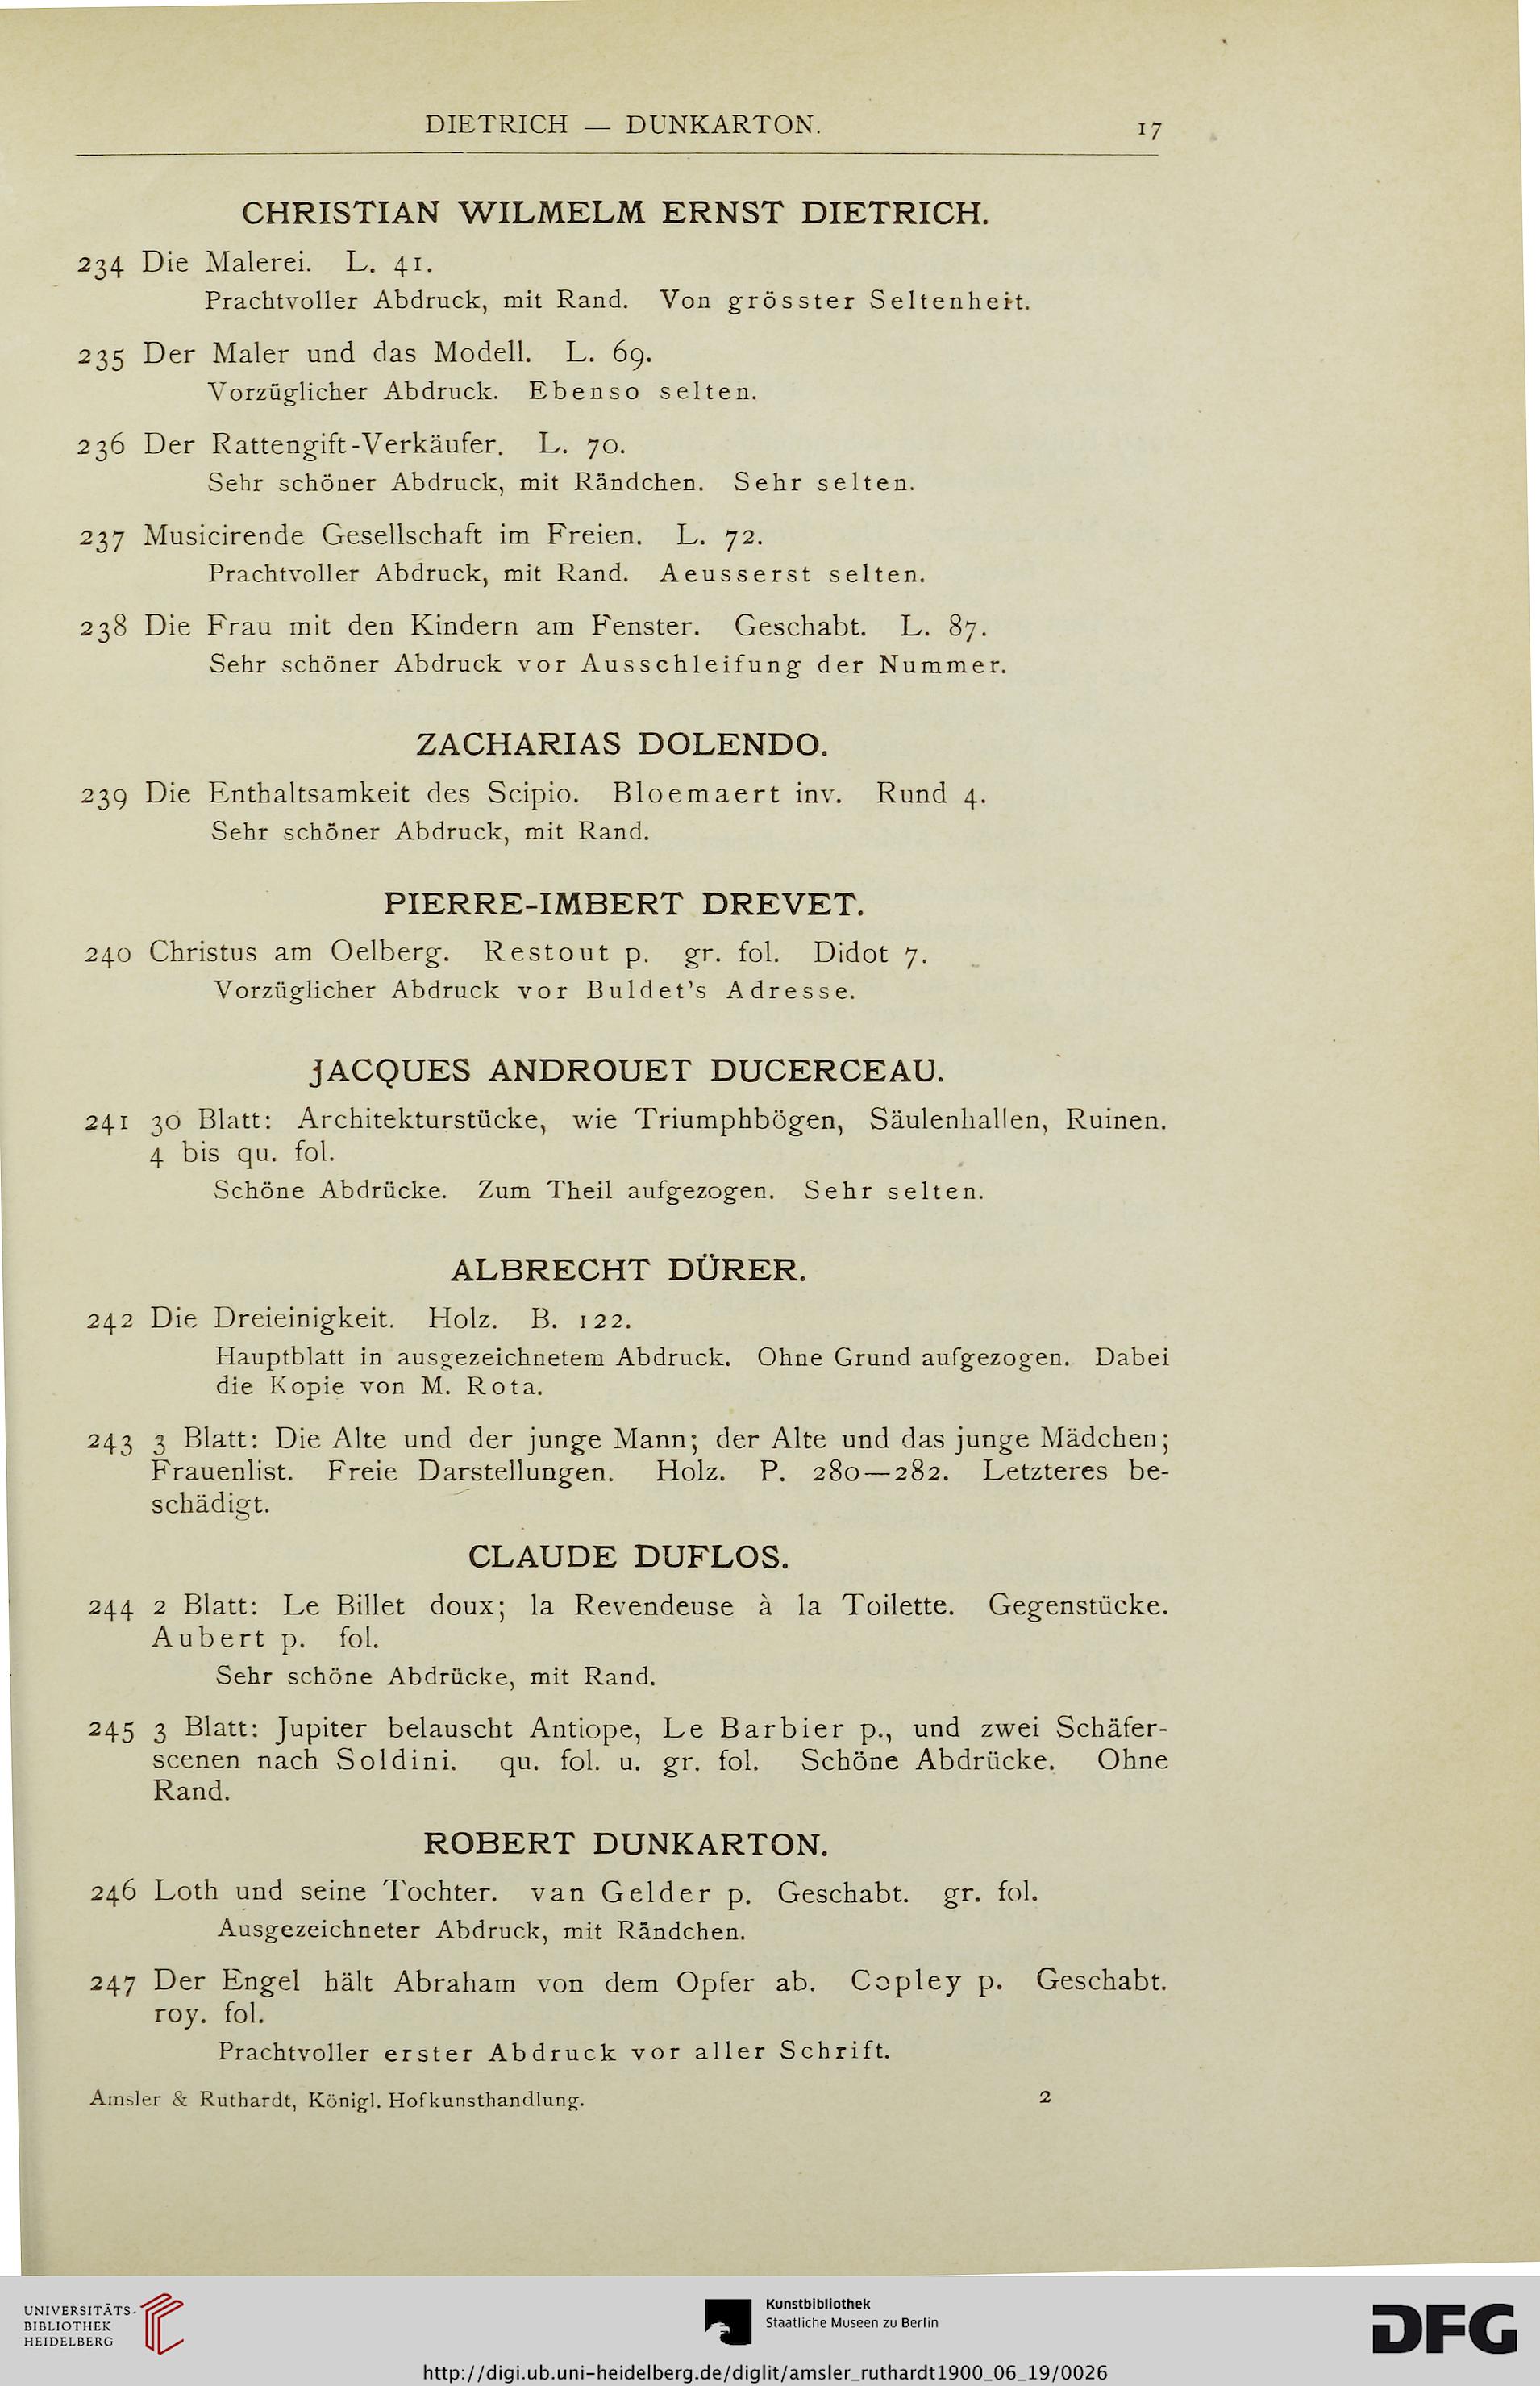 DIETRICH — DUNKARTON. 17
CHRISTIAN WILMELM ERNST DIETRICH.
234 Die Malerei. L. 41.
Prachtvoller Abdruck, mit Rand. Von grösster Seltenheit.
235 Der Maler und das Modell. L. 69.
Vorzüglicher Abdruck. Ebenso selten.
236 Der Rattengift-Verkäufer. L. 70.
Sehr schöner Abdruck, mit Rändchen. Sehr selten.
237 Musicirende Gesellschaft im Freien. L. 72.
Prachtvoller Abdruck, mit Rand. Aeusserst selten.
238 Die Frau mit den Kindern am Fenster. Geschabt. L. 87.
Sehr schöner Abdruck vor Ausschleifung der Nummer.
ZACHARIAS DOLENDO.
239 Die Enthaltsamkeit des Scipio. Bloemaert inv. Rund 4.
Sehr schöner Abdruck, mit Rand.
PIERRE-IMBERT DREVET.
240 Christus am Oelberg. Restout p. gr. fol. Didot 7.
Vorzüglicher Abdruck vor Buldet's Adresse.
JACQUES ANDROUET DUCERCEAU.
241 30 Blatt: Architekturstücke, wie Triumphbögen, Säulenhallen, Ruinen.
4 bis qu. fol.
Schöne Abdrücke. Zum Theil aufgezogen. Sehr selten.
ALBRECHT DÜRER.
242 Die Dreieinigkeit. Holz. B. 122.
Hauptblatt in ausgezeichnetem Abdruck. Ohne Grund aufgezogen. Dabei
die Kopie von M. Rota.
243 3 Blatt: Die Alte und der junge Mann; der Alte und das junge Mädchen;
Frauenlist. Freie Darstellungen. Holz. P. 280—282. Letzteres be-
schädigt.
CLAUDE DUFLOS.
244 2 Blatt: Le Billet doux; la Revendeuse à la Toilette. Gegenstücke.
Aubert p. fol.
Sehr schöne Abdrücke, mit Rand.
245 3 Blatt: Jupiter belauscht Antiope, Le Barbier p., und zwei Schäfer-
scenen nach Soldini. qu. fol. u. gr. fol. Schöne Abdrücke. Ohne
Rand.
ROBERT DUNKARTON.
246 Loth und seine Tochter. van Gelder p. Geschabt. gr. fol.
Ausgezeichneter Abdruck, mit Rändchen.
247 Der Engel hält Abraham von dem Opfer ab. Copley p. Geschabt.
roy. fol.
Prachtvoller erster Abdruck vor aller Schrift.
Amsler & Ruthardt, Königl. Hofkunsthandlung. 2
UNIVERSITÄTS-
BIBLIOTHEK
HEIDELBERG
Kunstbibliothek
Staatliche Museen zu Berlin
DFG
http://digi.ub.uni-heidelberg.de/diglit/amsler_ruthardt1900_06_19/0026